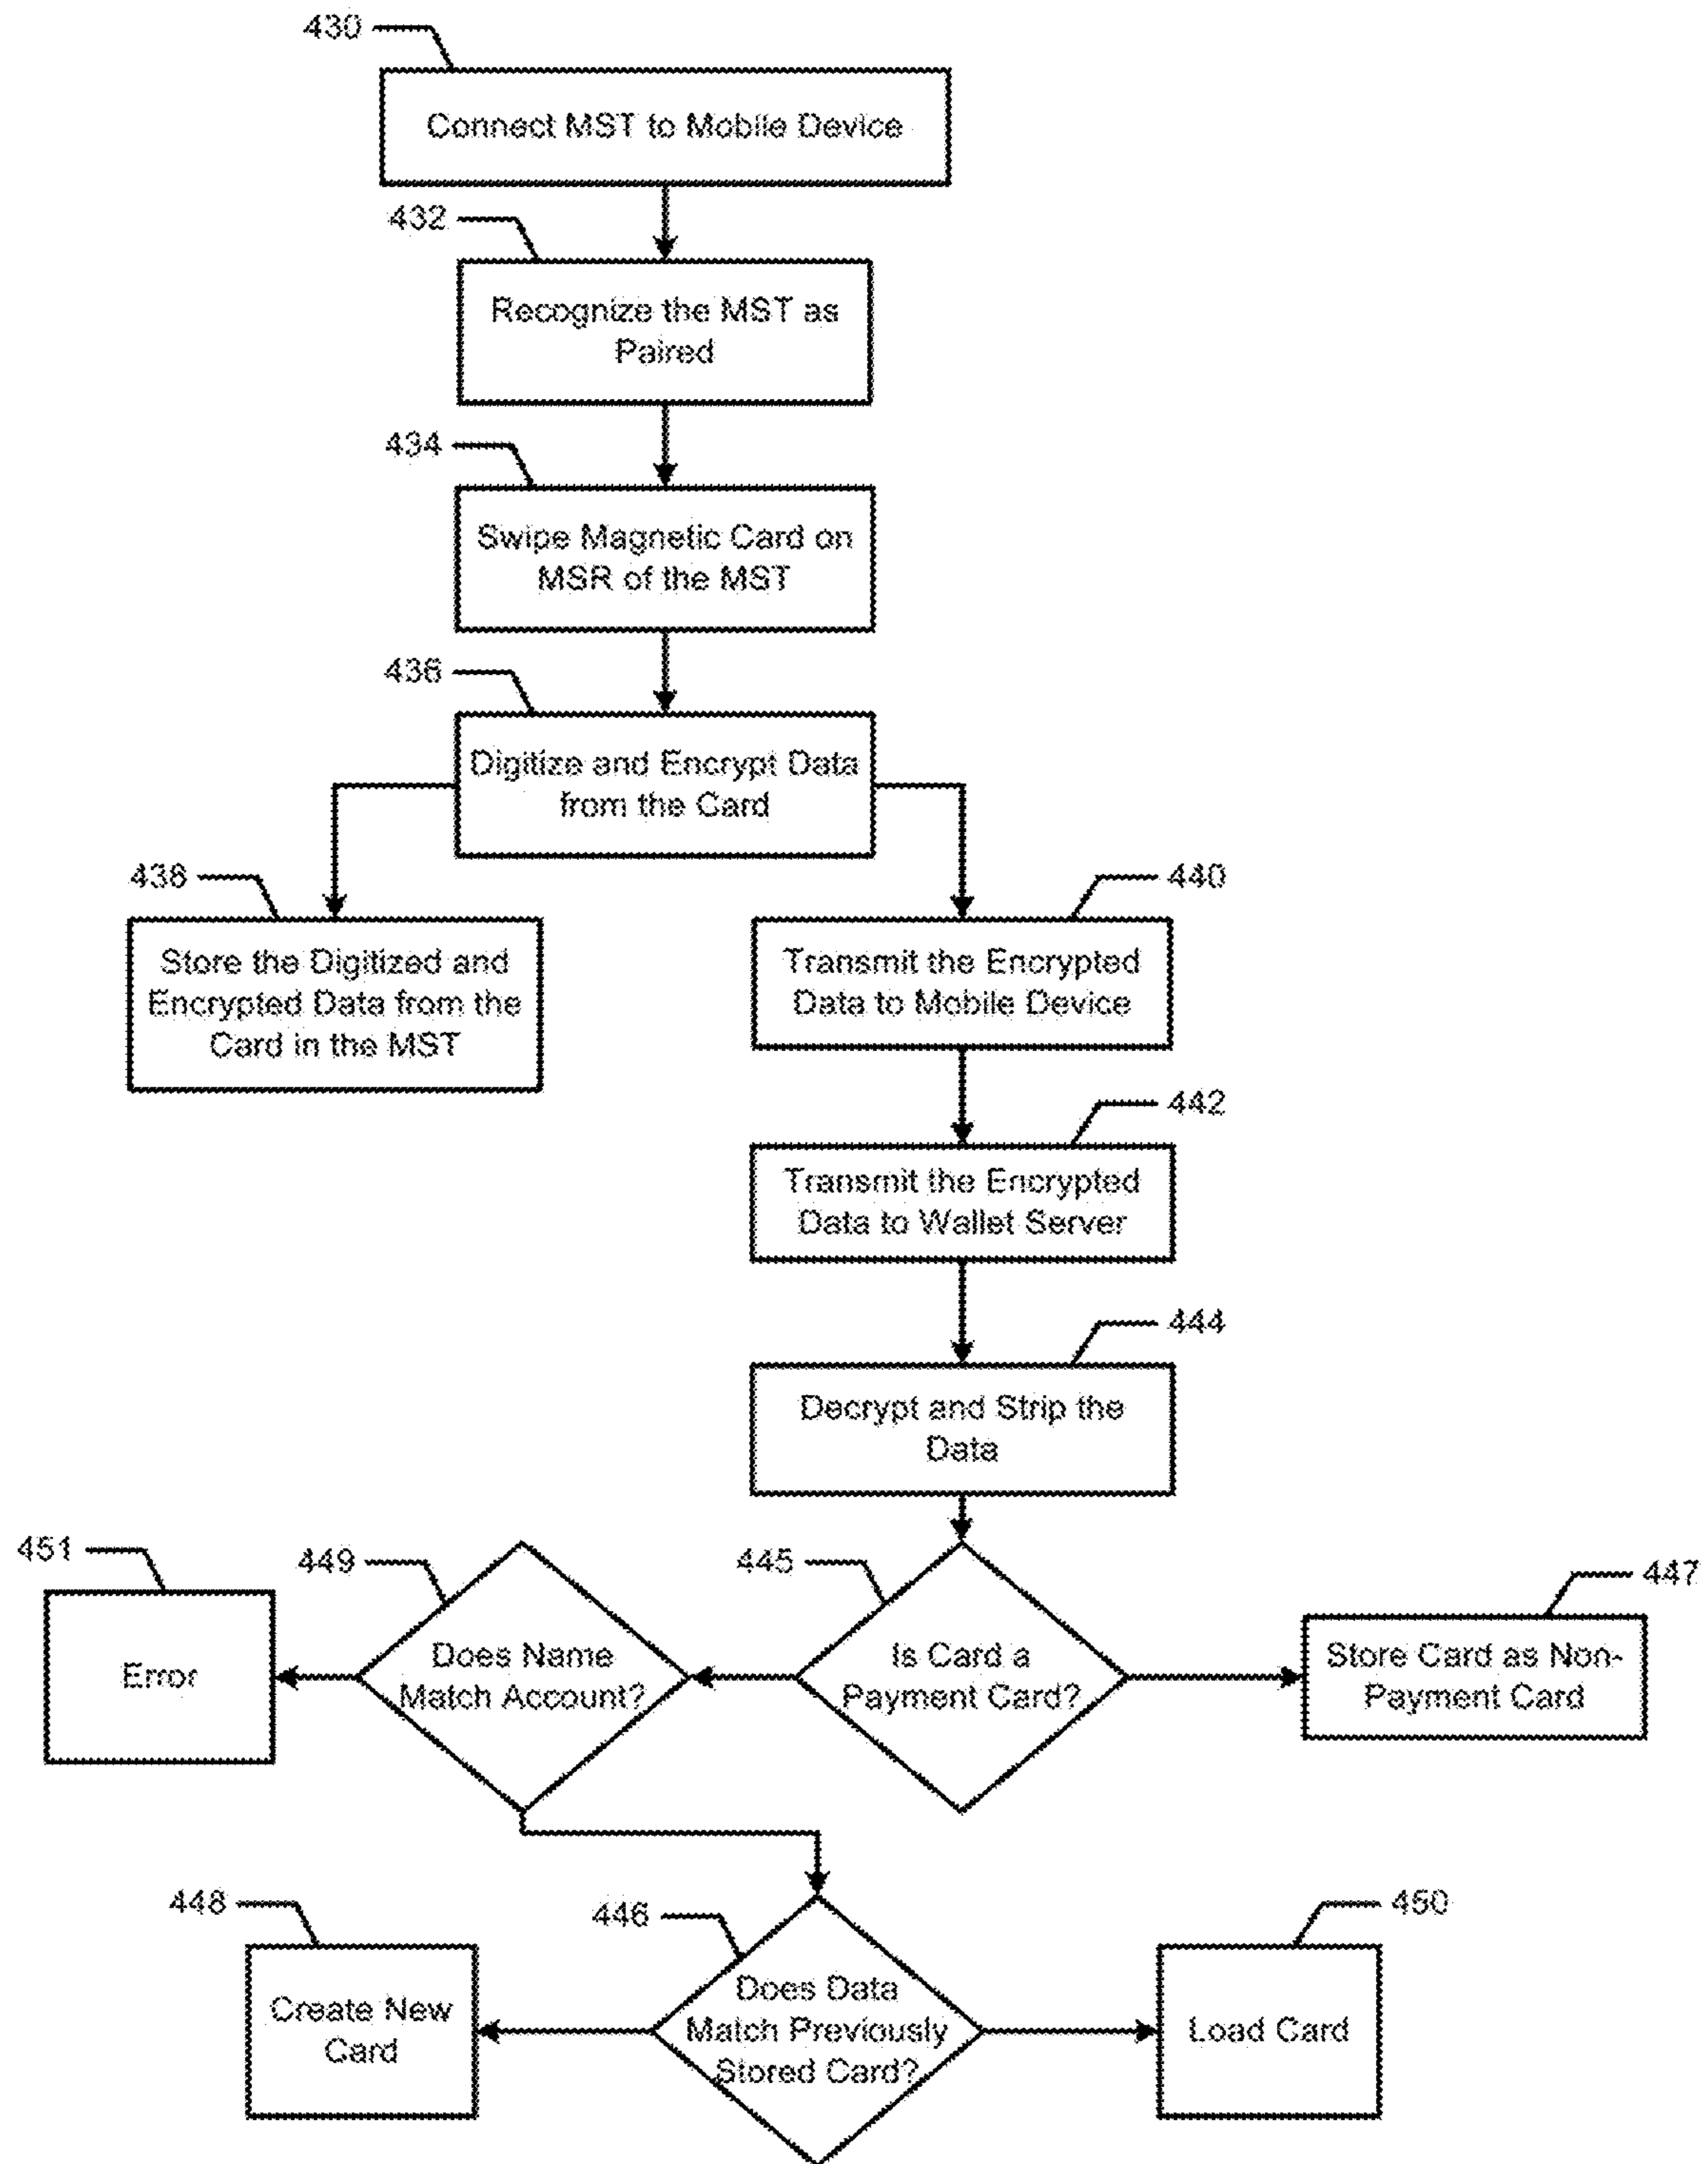 430
Connect MST to Mobile Device
432
Recognize the MST as
Paired
434
Swipe Magnetic Card on
MSR of the MST
436
Digitize and Encrypt Data
from the Card
438
Store the Digitized and
Encrypted Data from the
Card in the MST
440
Transmit the Encrypted
Data to Mobile Device
442
Transmit the Encrypted
Data to Wallet Server
444
Decrypt and Strip the
Data
451
Error
449
Does Name
Match Account?
445
Is Card a
Payment Card?
447
Store Card as Non-
Payment Card
448
Create New
Card
446
Does Data
Match Previously
Stored Card?
450
Load Card